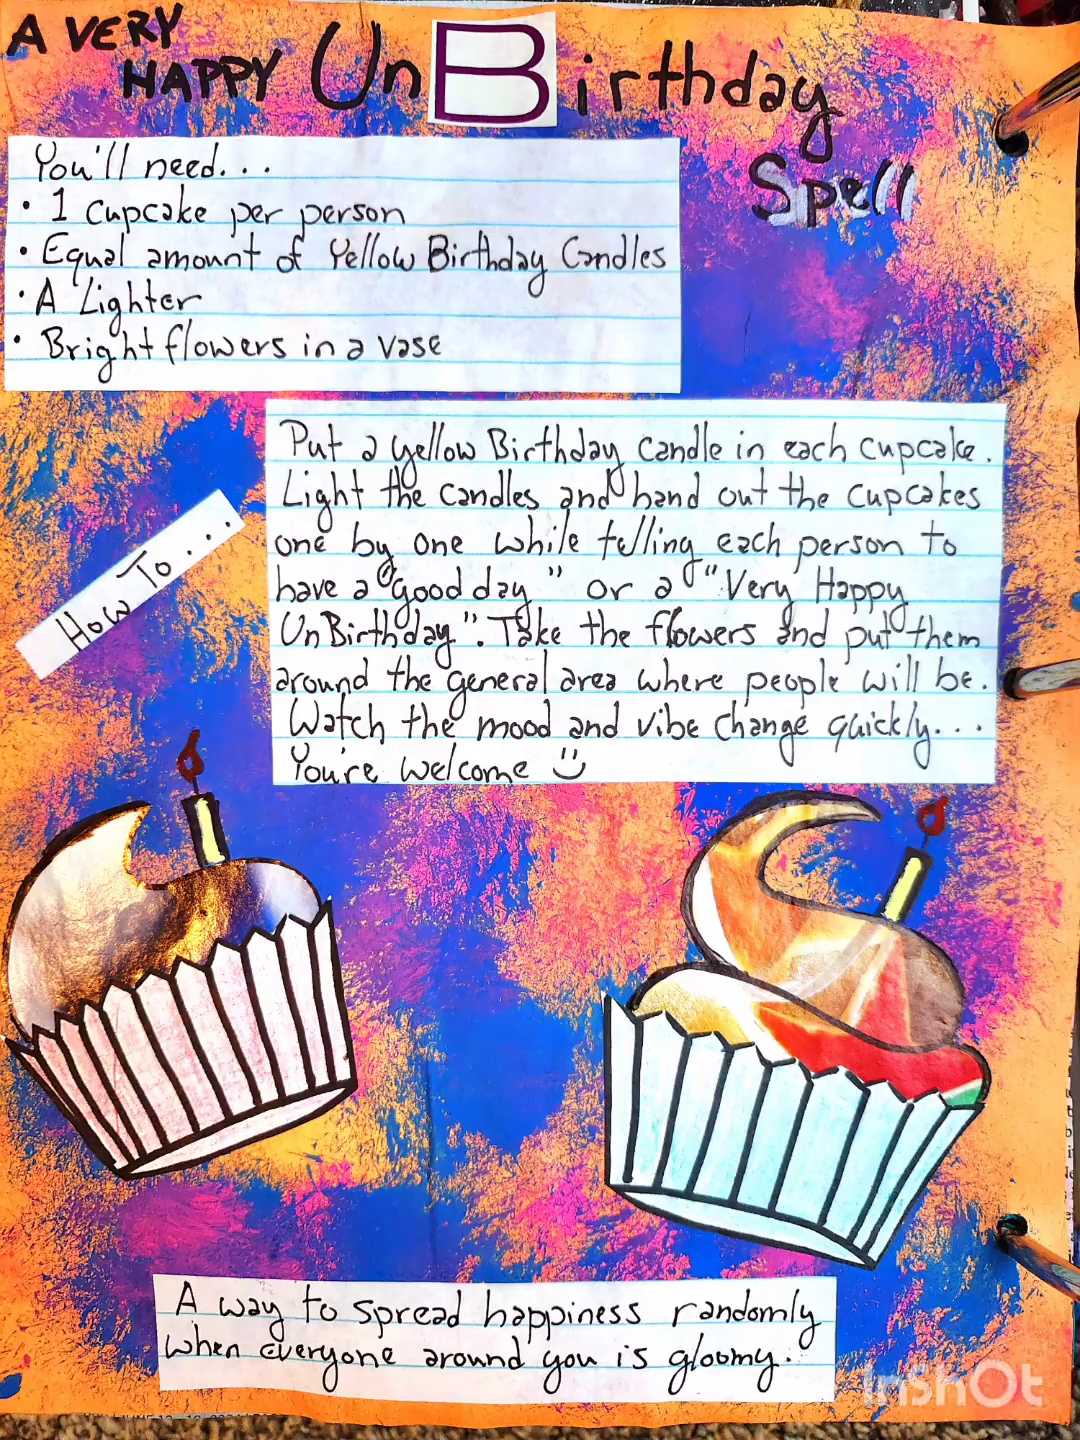 A VERY
HAPPY UnBirthday
Spell
You'll need...
• 1 Cupcake per person
• Equal amount of Yellow Birthday Candles
• A Lighter
• Bright flowers in a vase
How To...
Put a yellow Birthday candle in each cupcake.
Light the candles and hand out the cupcakes
one by one while telling each person to
have a "good day" or a "Very Happy
UnBirthday". Take the flowers and put them
around the general area where people will be.
Watch the mood and vibe change quickly...
You're welcome
A way to spread happiness randomly
when everyone around you is gloomy.
InShOt